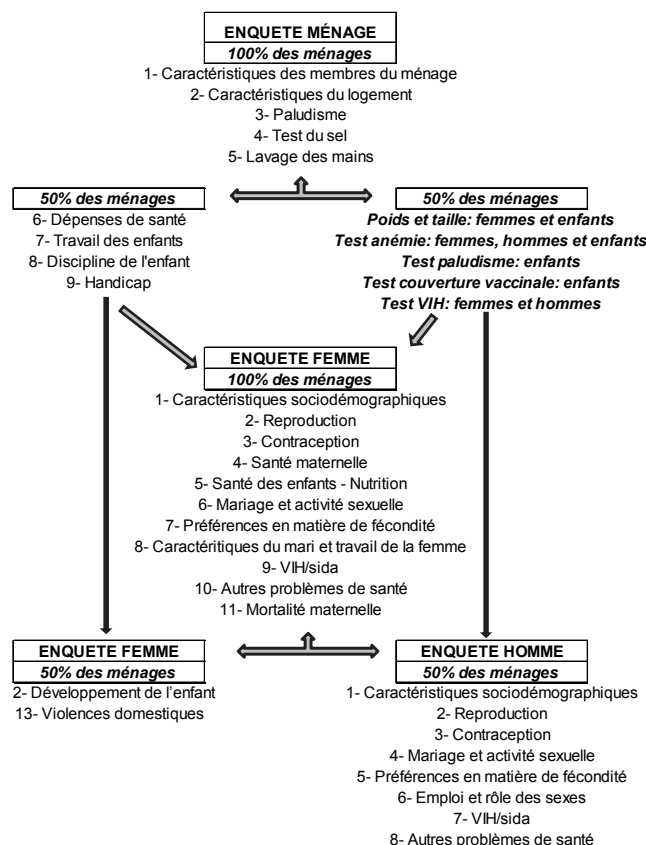 ENQUETE MÉNAGE
100% des ménages
1- Caractéristiques des membres du ménage
2- Caractéristiques du logement
3- Paludisme
4- Test du sel
5- Lavage des mains
50% des ménages
6- Dépenses de santé
7- Travail des enfants
8- Discipline de l'enfant
9- Handicap
50% des ménages
Poids et taille: femmes et enfants
Test anémie: femmes, hommes et enfants
Test paludisme: enfants
Test couverture vaccinale: enfants
Test VIH: femmes et hommes
ENQUETE FEMME
100% des ménages
1- Caractéristiques sociodémographiques
2- Reproduction
3- Contraception
4- Santé maternelle
5- Santé des enfants - Nutrition
6- Mariage et activité sexuelle
7- Préférences en matière de fécondité
8- Caractéritiques du mari et travail de la femme
9- VIH/sida
10- Autres problèmes de santé
11- Mortalité maternelle
ENQUETE FEMME
50% des ménages
2- Développement de l'enfant
13- Violences domestiques
ENQUETE HOMME
50% des ménages
1- Caractéristiques sociodémographiques
2- Reproduction
3- Contraception
4- Mariage et activité sexuelle
5- Préférences en matière de fécondité
6- Emploi et rôle des sexes
7- VIH/sida
8- Autres problèmes de santé